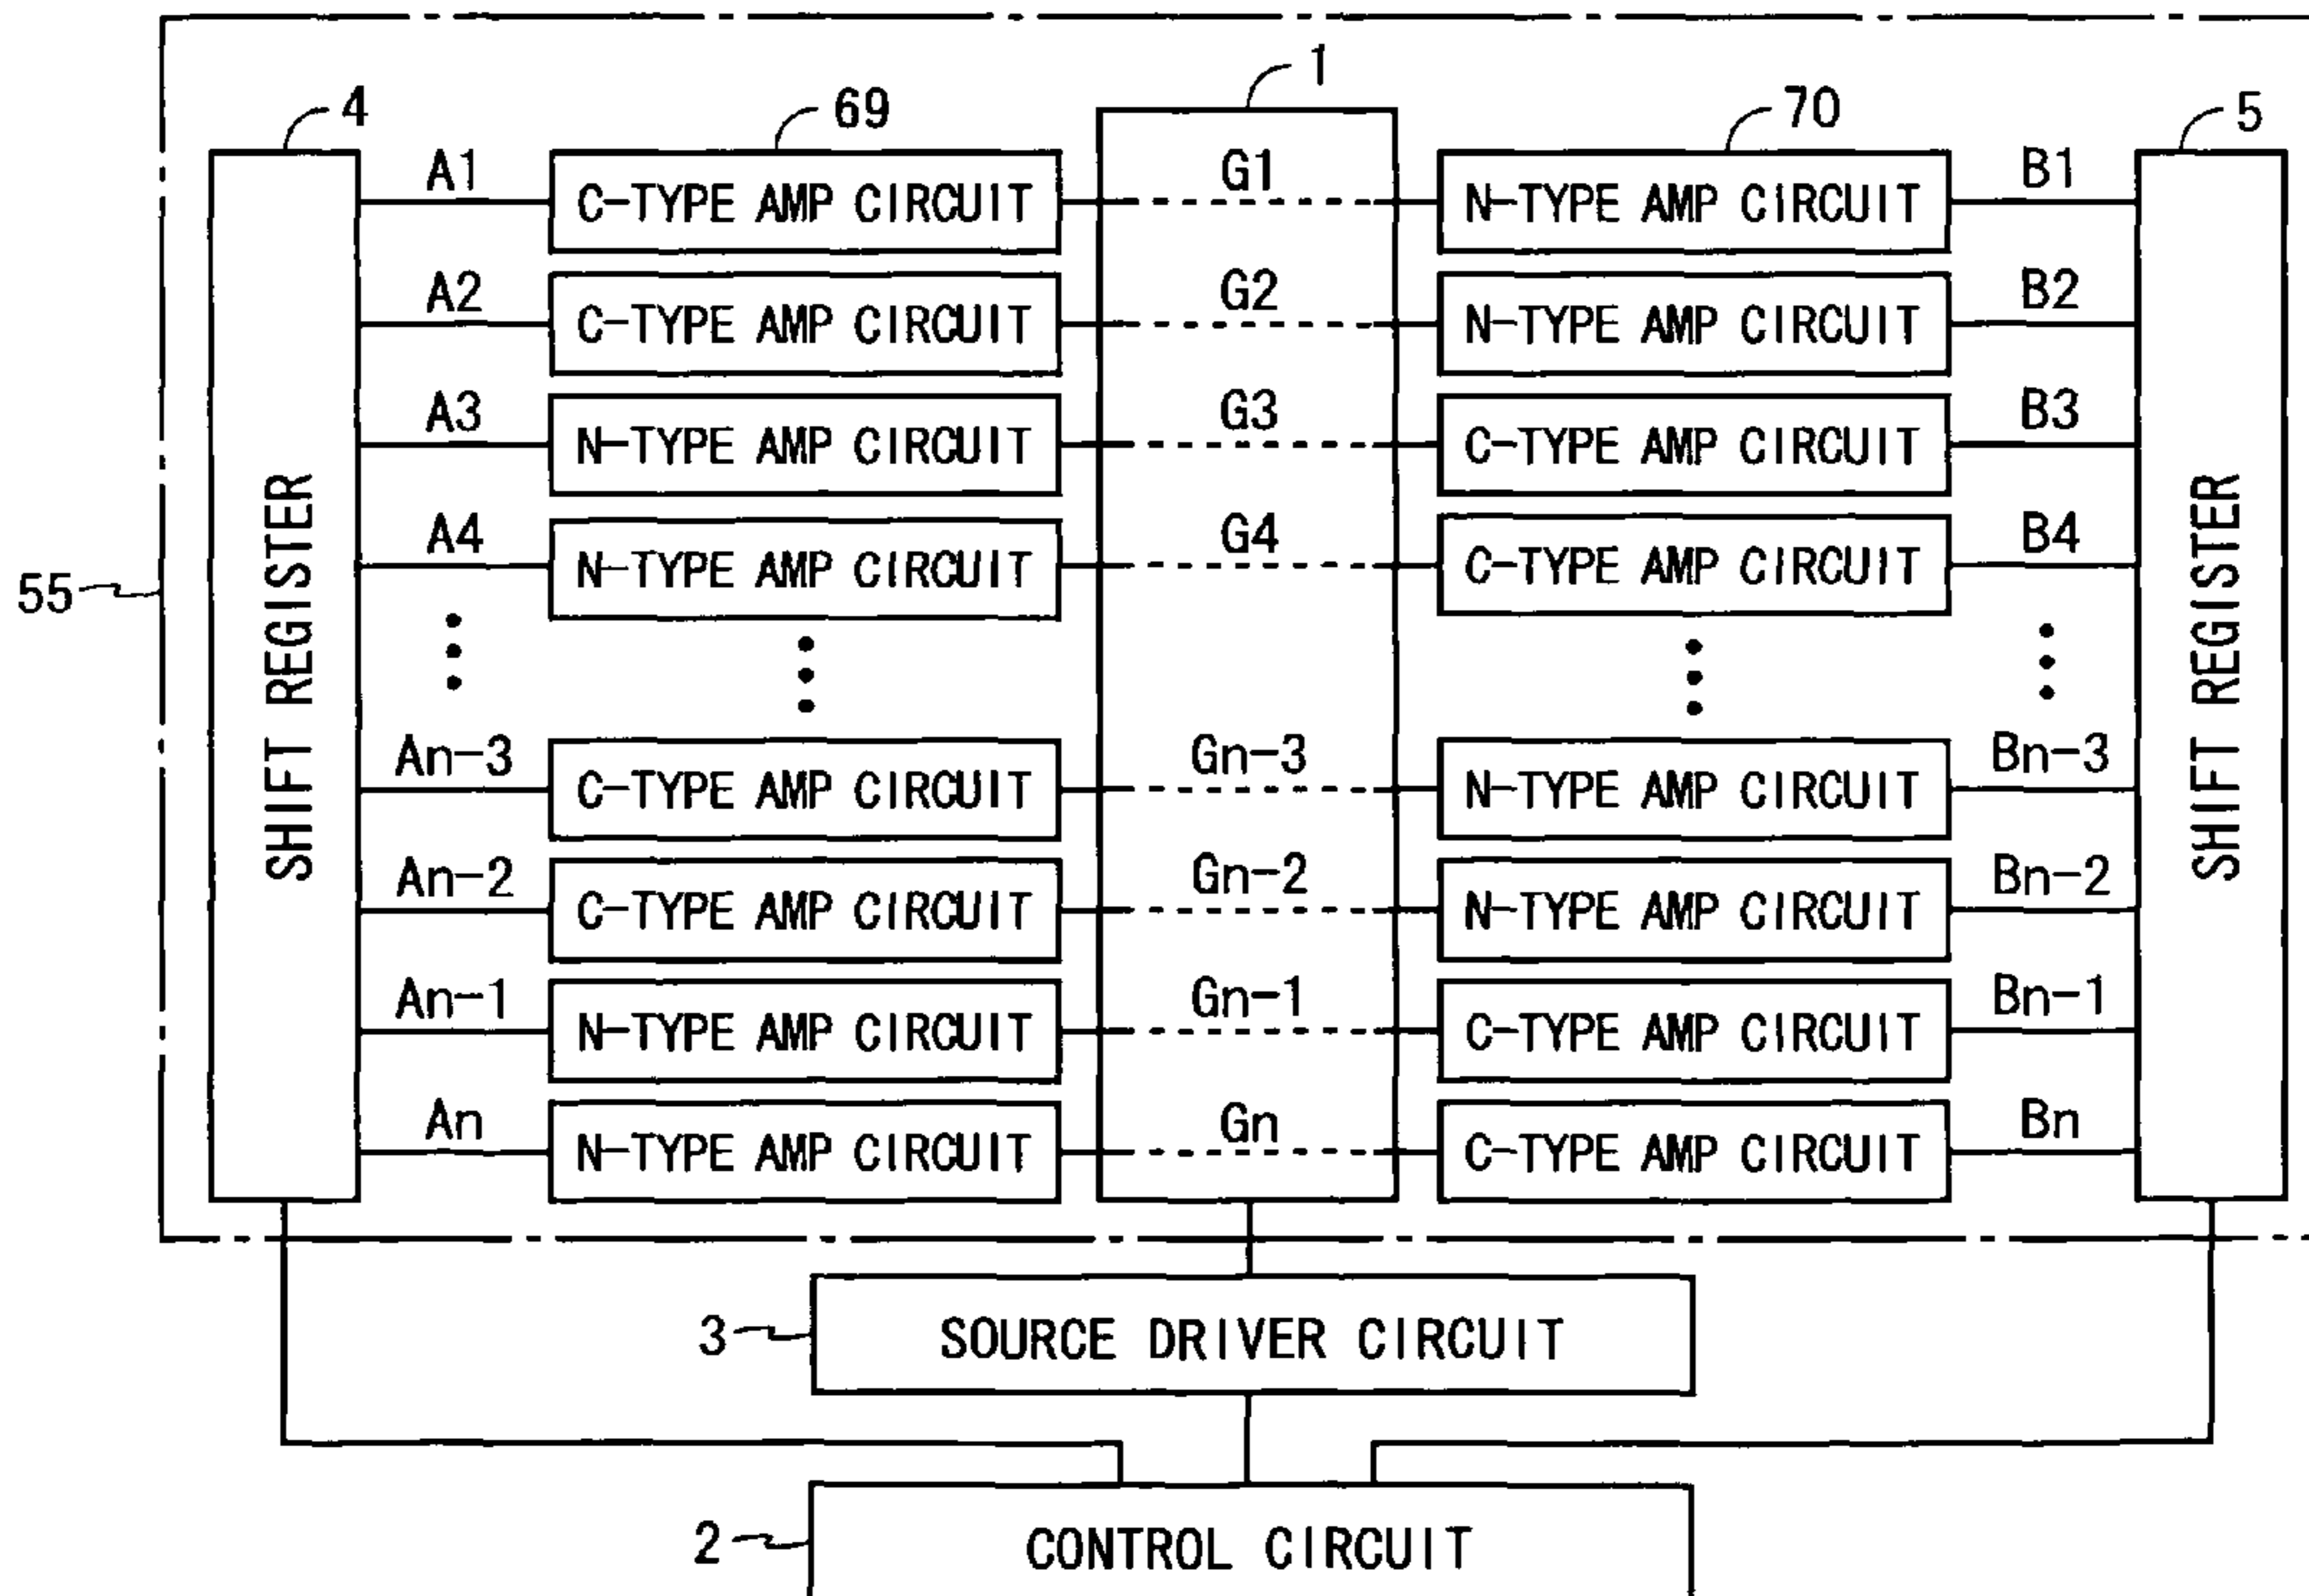 1
4 69 70 5
A1 C-TYPE AMP CIRCUIT G1 N-TYPE AMP CIRCUIT B1
A2 C-TYPE AMP CIRCUIT G2 N-TYPE AMP CIRCUIT B2
A3 N-TYPE AMP CIRCUIT G3 C-TYPE AMP CIRCUIT B3
A4 N-TYPE AMP CIRCUIT G4 C-TYPE AMP CIRCUIT B4
55
SHIFT REGISTER
SHIFT REGISTER
An-3 C-TYPE AMP CIRCUIT Gn-3 N-TYPE AMP CIRCUIT Bn-3
An-2 C-TYPE AMP CIRCUIT Gn-2 N-TYPE AMP CIRCUIT Bn-2
An-1 N-TYPE AMP CIRCUIT Gn-1 C-TYPE AMP CIRCUIT Bn-1
An N-TYPE AMP CIRCUIT Gn C-TYPE AMP CIRCUIT Bn
3 SOURCE DRIVER CIRCUIT
2 CONTROL CIRCUIT